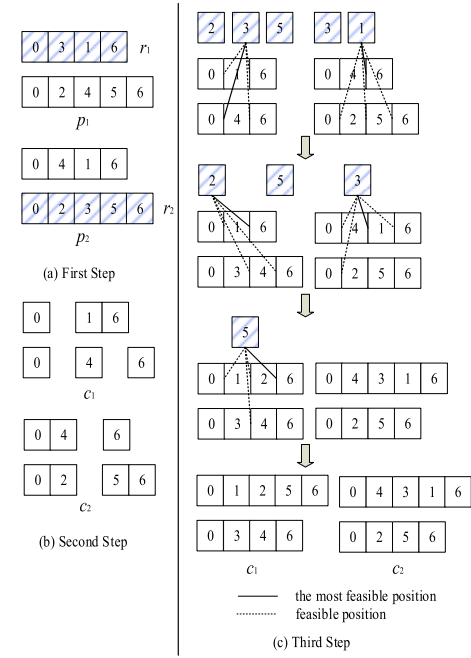 0 3 1 6 r1
0 2 4 5 6
p1
0 4 1 6
0 2 3 5 6 r2
p2
(a) First Step
0 1 6
0 4 6
c1
0 4 6
0 2 5 6
c2
(b) Second Step
2 3 5 3 1
0 1 6 0 4 6
0 4 6 0 2 5 6
2 5 3
0 1 6 0 4 1 6
0 3 4 6 0 2 5 6
5
0 1 2 6 0 4 3 1 6
0 3 4 6 0 2 5 6
0 1 2 5 6 0 4 3 1 6
0 3 4 6 0 2 5 6
c1 c2
the most feasible position
feasible position
(c) Third Step